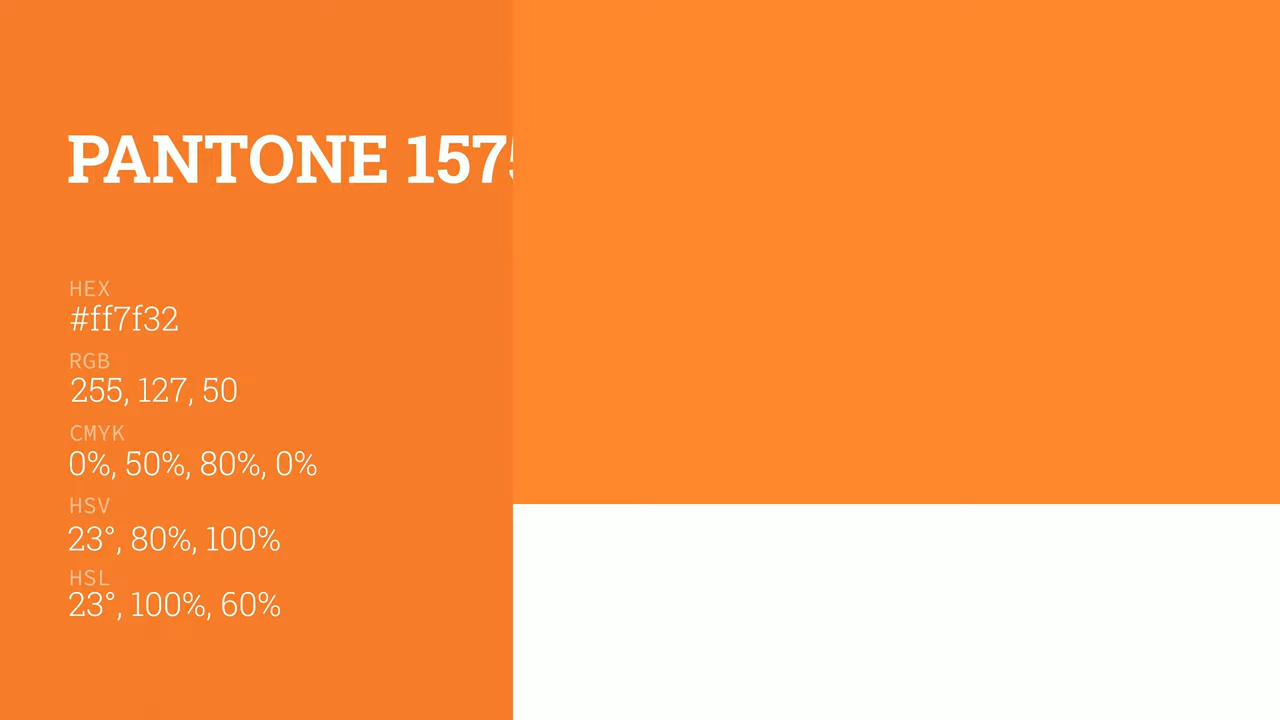 PANTONE 1575
HEX
#ff7f32
RGB
255, 127, 50
CMYK
0%, 50%, 80%, 0%
HSV
23°, 80%, 100%
HSL
23°, 100%, 60%